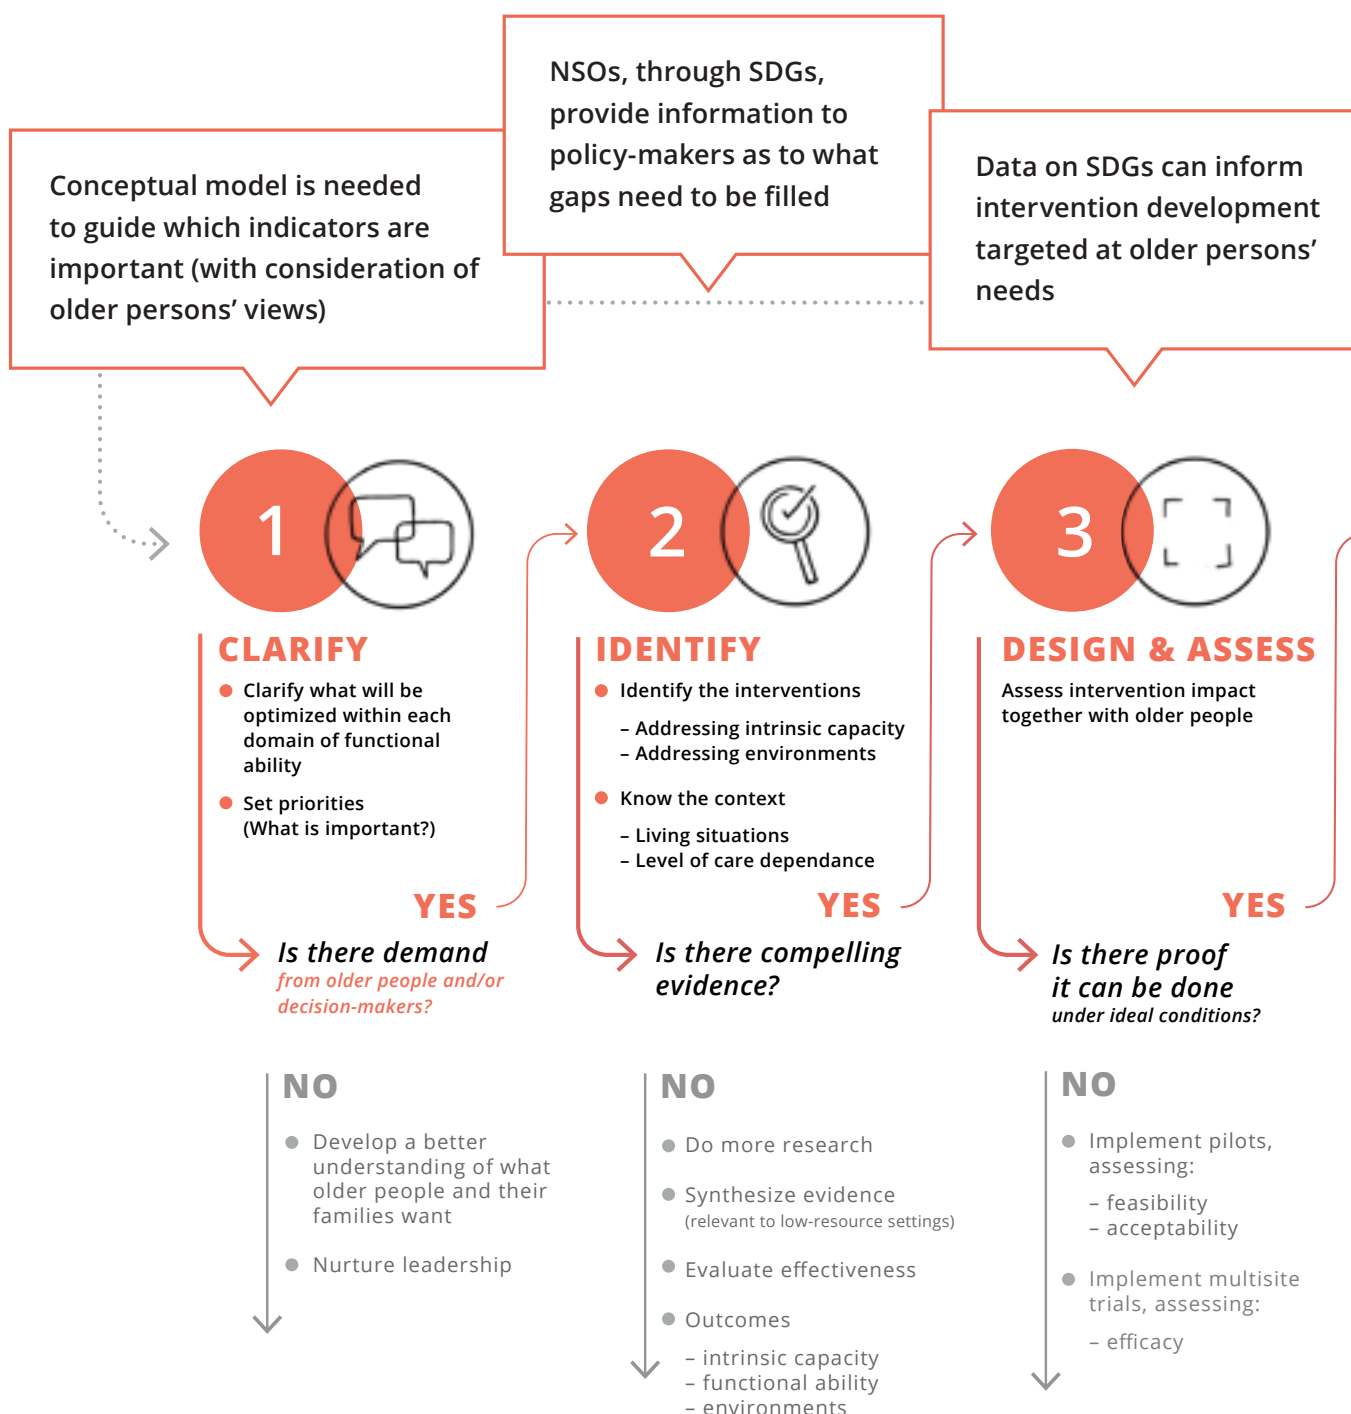 Conceptual model is needed
to guide which indicators are
important (with consideration of
older persons’ views)
NSOs, through SDGs,
provide information to
policy-makers as to what
gaps need to be filled
Data on SDGs can inform
intervention development
targeted at older persons’
needs
1
CLARIFY
Clarify what will be
optimized within each
domain of functional
ability
Set priorities
(What is important?)
YES
Is there demand
from older people and/or
decision-makers?
NO
Develop a better
understanding of what
older people and their
families want
Nurture leadership
2
IDENTIFY
Identify the interventions
– Addressing intrinsic capacity
– Addressing environments
Know the context
– Living situations
– Level of care dependance
YES
Is there compelling
evidence?
NO
Do more research
Synthesize evidence
(relevant to low-resource settings)
Evaluate effectiveness
Outcomes
– intrinsic capacity
– functional ability
– environments
3
DESIGN & ASSESS
Assess intervention impact
together with older people
YES
Is there proof
it can be done
under ideal conditions?
NO
Implement pilots,
assessing:
– feasibility
– acceptability
Implement multisite
trials, assessing:
– efficacy